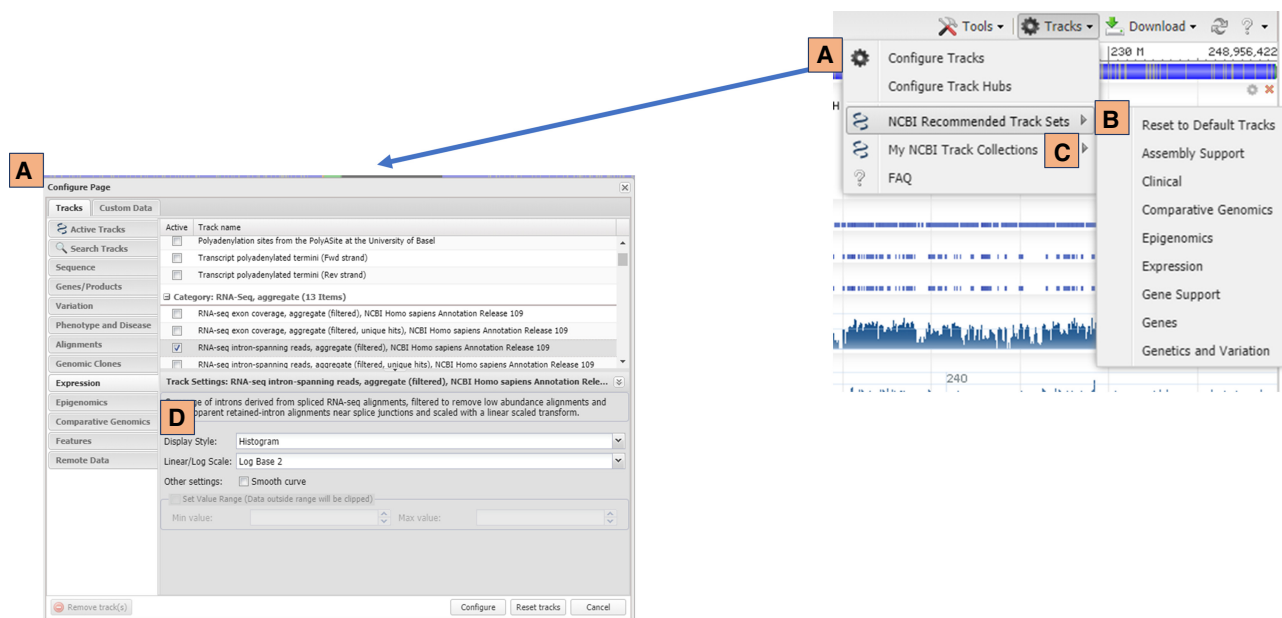 Tools
Tracks
Download
?
A
Configure Tracks
230 M
248,956,422
Configure Track Hubs
H
NCBI Recommended Track Sets
B
Reset to Default Tracks
My NCBI Track Collections
C
Assembly Support
? FAQ
Clinical
Comparative Genomics
Epigenomics
Expression
Gene Support
Genes
Genetics and Variation
240
A
Configure Page
Tracks
Custom Data
Active Tracks
Search Tracks
Sequence
Genes/Products
Variation
Phenotype and Disease
Alignments
Genomic Clones
Expression
Epigenomics
Comparative Genomics
Features
Remote Data
Active Track name
Polyadenylation sites from the PolyASite at the University of Basel
Transcript polyadenylated termini (Fwd strand)
Transcript polyadenylated termini (Rev strand)
Category: RNA-Seq, aggregate (13 Items)
RNA-seq exon coverage, aggregate (filtered), NCBI Homo sapiens Annotation Release 109
RNA-seq exon coverage, aggregate (filtered, unique hits), NCBI Homo sapiens Annotation Release 109
RNA-seq intron-spanning reads, aggregate (filtered), NCBI Homo sapiens Annotation Release 109
RNA-seq intron-spanning reads, aggregate (filtered, unique hits), NCBI Homo sapiens Annotation Release 109
Track Settings: RNA-seq intron-spanning reads, aggregate (filtered), NCBI Homo sapiens Annotation Rele...
ge of introns derived from spliced RNA-seq alignments, filtered to remove low abundance alignments and
pparent retained-intron alignments near splice junctions and scaled with a linear scaled transform.
D
Display Style: Histogram
Linear/Log Scale: Log Base 2
Other settings: Smooth curve
Set Value Range (Data outside range will be clipped)
Min value: Max value:
Remove track(s)
Configure
Reset tracks
Cancel